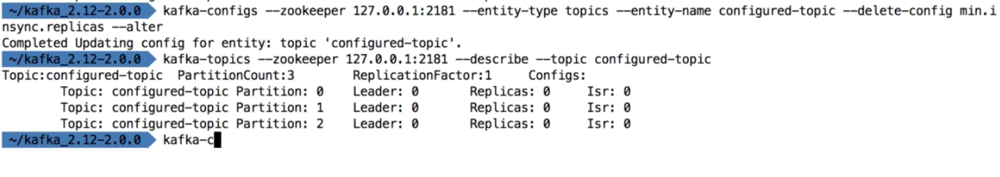 ~/kafka_2.12-2.0.0 kafka-configs --zookeeper 127.0.0.1:2181 --entity-type topics --entity-name configured-topic --delete-config min.i
nsync.replicas --alter
Completed Updating config for entity: topic 'configured-topic'.
~/kafka_2.12-2.0.0 kafka-topics --zookeeper 127.0.0.1:2181 --describe --topic configured-topic
Topic:configured-topic PartitionCount:3 ReplicationFactor:1 Configs:
Topic: configured-topic Partition: 0 Leader: 0 Replicas: 0 Isr: 0
Topic: configured-topic Partition: 1 Leader: 0 Replicas: 0 Isr: 0
Topic: configured-topic Partition: 2 Leader: 0 Replicas: 0 Isr: 0
~/kafka_2.12-2.0.0 kafka-c